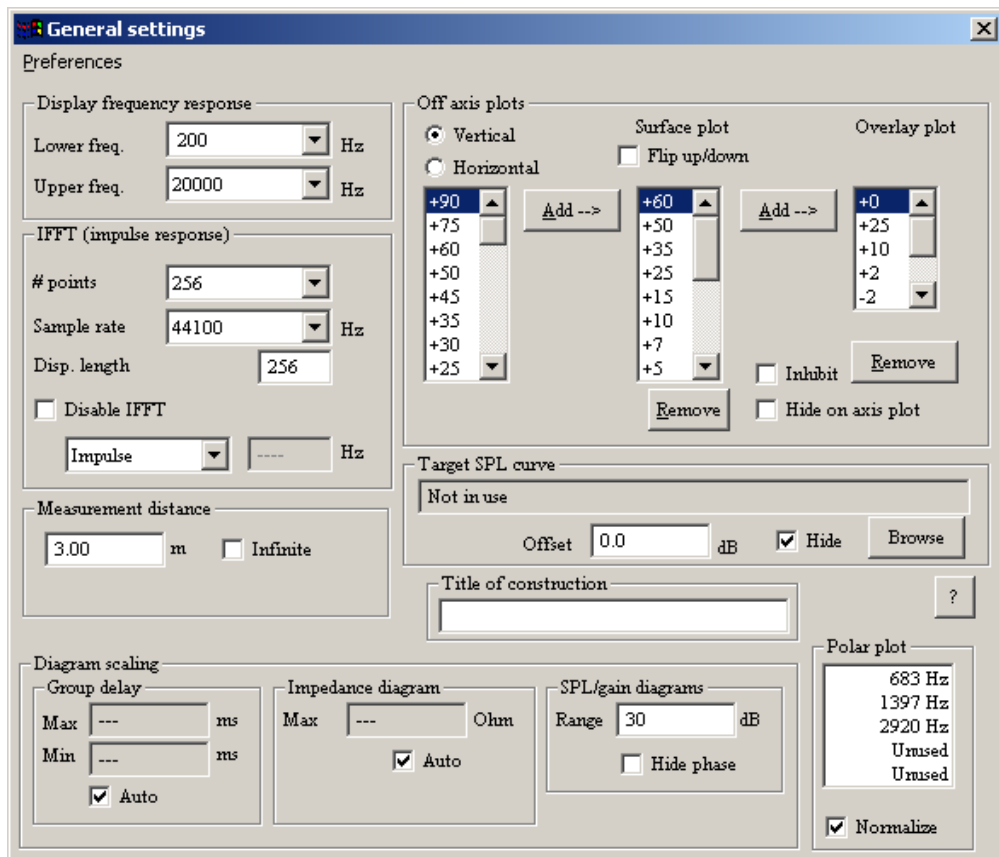 General settings
Preferences
Display frequency response
Lower freq. 200 Hz
Upper freq. 20000 Hz
IFFT (impulse response)
# points 256
Sample rate 44100 Hz
Disp. length 256
Disable IFFT
Impulse ---- Hz
Measurement distance
3.00 m Infinite
Off axis plots
Vertical
Horizontal
Surface plot
Flip up/down
Overlay plot
+90
+75
+60
+50
+45
+35
+30
+25
Add -->
+60
+50
+35
+25
+15
+10
+7
+5
Remove
Add -->
+0
+25
+10
+2
-2
Remove
Inhibit
Hide on axis plot
Target SPL curve
Not in use
Offset 0.0 dB Hide Browse
Title of construction
?
Diagram scaling
Group delay
Max --- ms
Min --- ms
Auto
Impedance diagram
Max --- Ohm
Auto
SPL/gain diagrams
Range 30 dB
Hide phase
Polar plot
683 Hz
1397 Hz
2920 Hz
Unused
Unused
Normalize